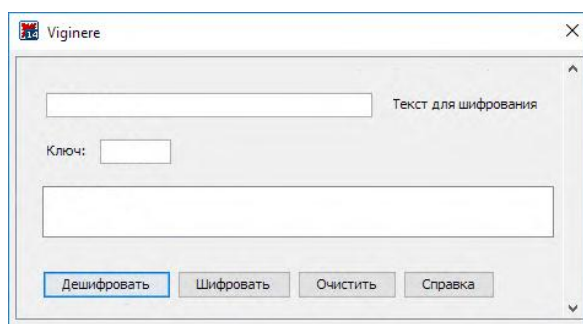 Viginere
Текст для шифрования
Ключ:
Дешифровать Шифровать Очистить Справка